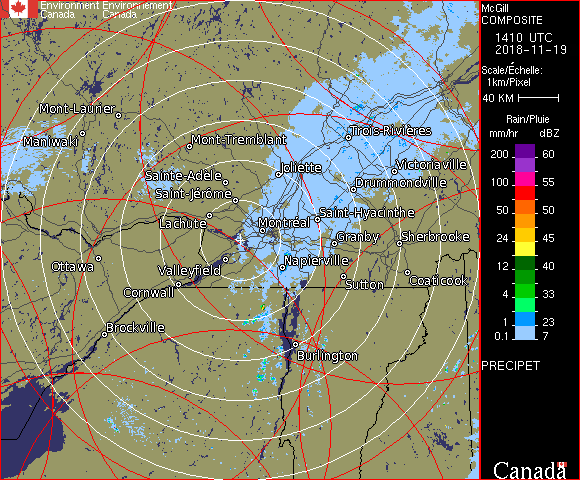 Environment Environnement
Canada Canada
McGill
COMPOSITE
1410 UTC
2018-11-19
Scale/Échelle:
1km/Pixel
40 KM
Rain/Pluie
mm/hr dBZ
200 60
100 55
50 50
24 45
12 40
4 33
1 23
0.1 7
PRECIPET
Canada
Mont-Laurier
Maniwaki
Mont-Tremblant
Trois-Rivières
Joliette
Victoriaville
Sainte-Adèle
Drummondville
Saint-Jérôme
Lachute
Saint-Hyacinthe
Montréal
Granby
Sherbrooke
Ottawa
Valleyfield
Napierville
Coaticook
Cornwall
Sutton
Brockville
Burlington